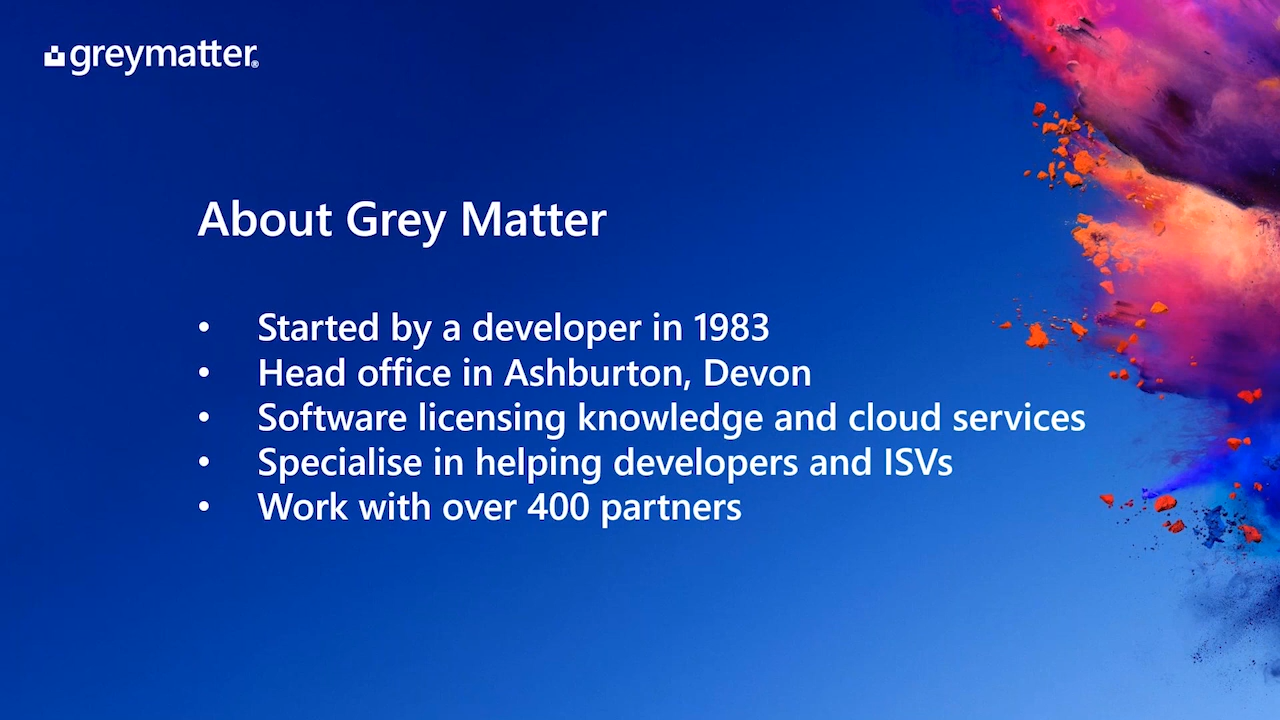 greymatter®
About Grey Matter
• Started by a developer in 1983
• Head office in Ashburton, Devon
• Software licensing knowledge and cloud services
• Specialise in helping developers and ISVs
• Work with over 400 partners